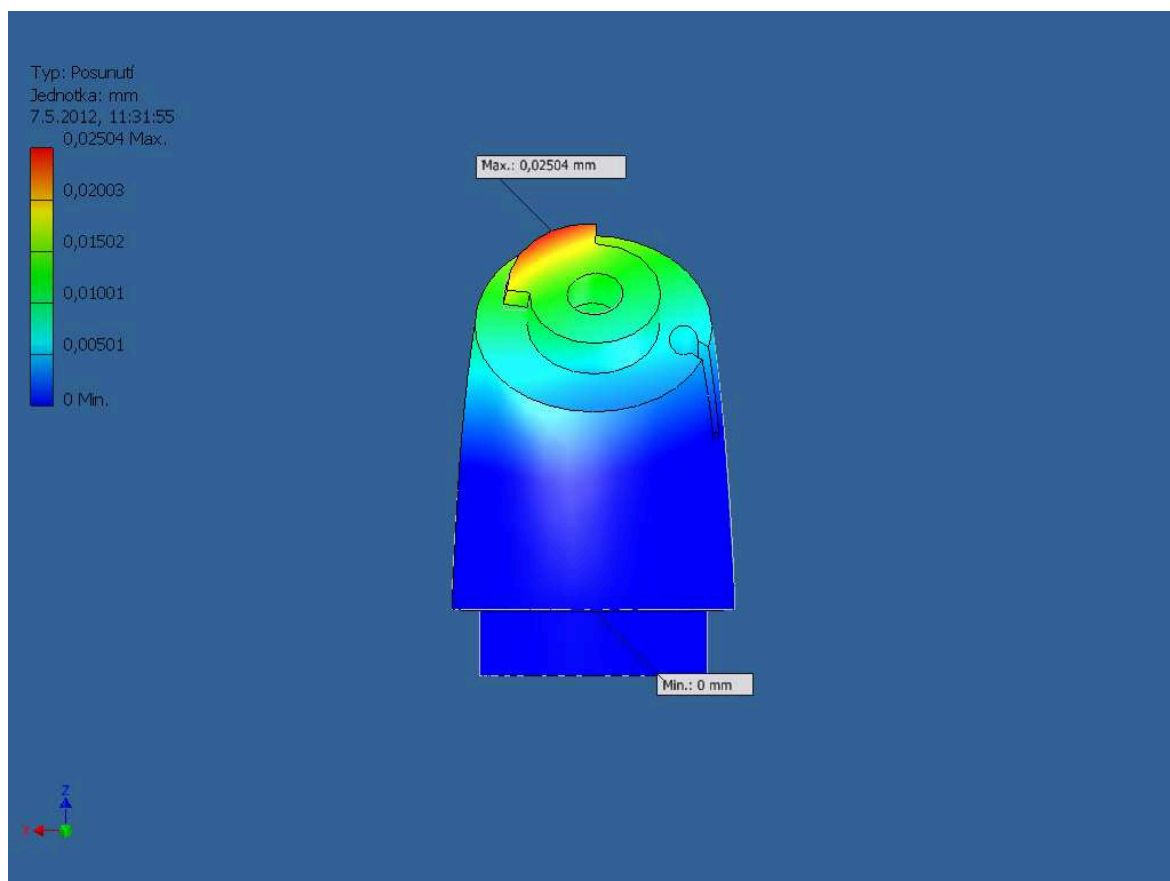 Typ: Posunutí
Jednotka: mm
7.5.2012, 11:31:55
0,02504 Max.
0,02003
0,01502
0,01001
0,00501
0 Min.
Max.: 0,02504 mm
Min.: 0 mm
Z
X
Y